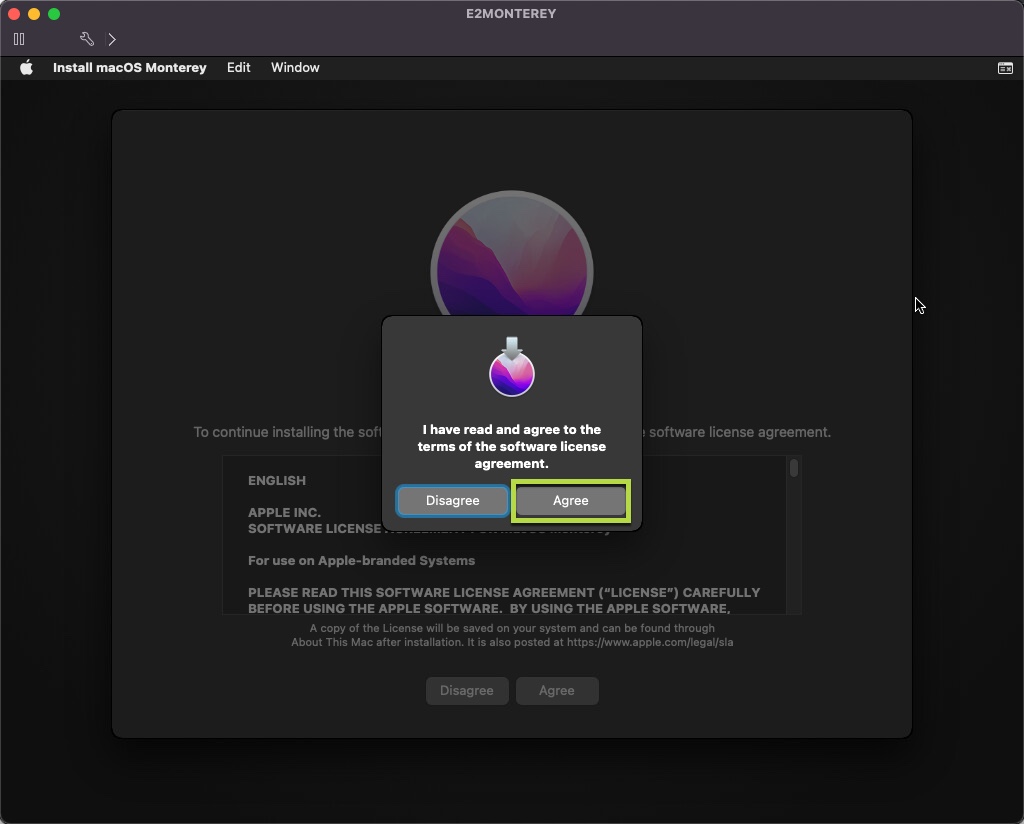 E2MONTEREY
Install macOS Monterey Edit Window
To continue installing the sof
software license agreement.
I have read and agree to the
terms of the software license
agreement.
Disagree Agree
ENGLISH
APPLE INC.
SOFTWARE LICENSE
For use on Apple-branded Systems
PLEASE READ THIS SOFTWARE LICENSE AGREEMENT (“LICENSE”) CAREFULLY
BEFORE USING THE APPLE SOFTWARE. BY USING THE APPLE SOFTWARE,
A copy of the License will be saved on your system and can be found through
About This Mac after installation. It is also posted at https://www.apple.com/legal/sla
Disagree Agree